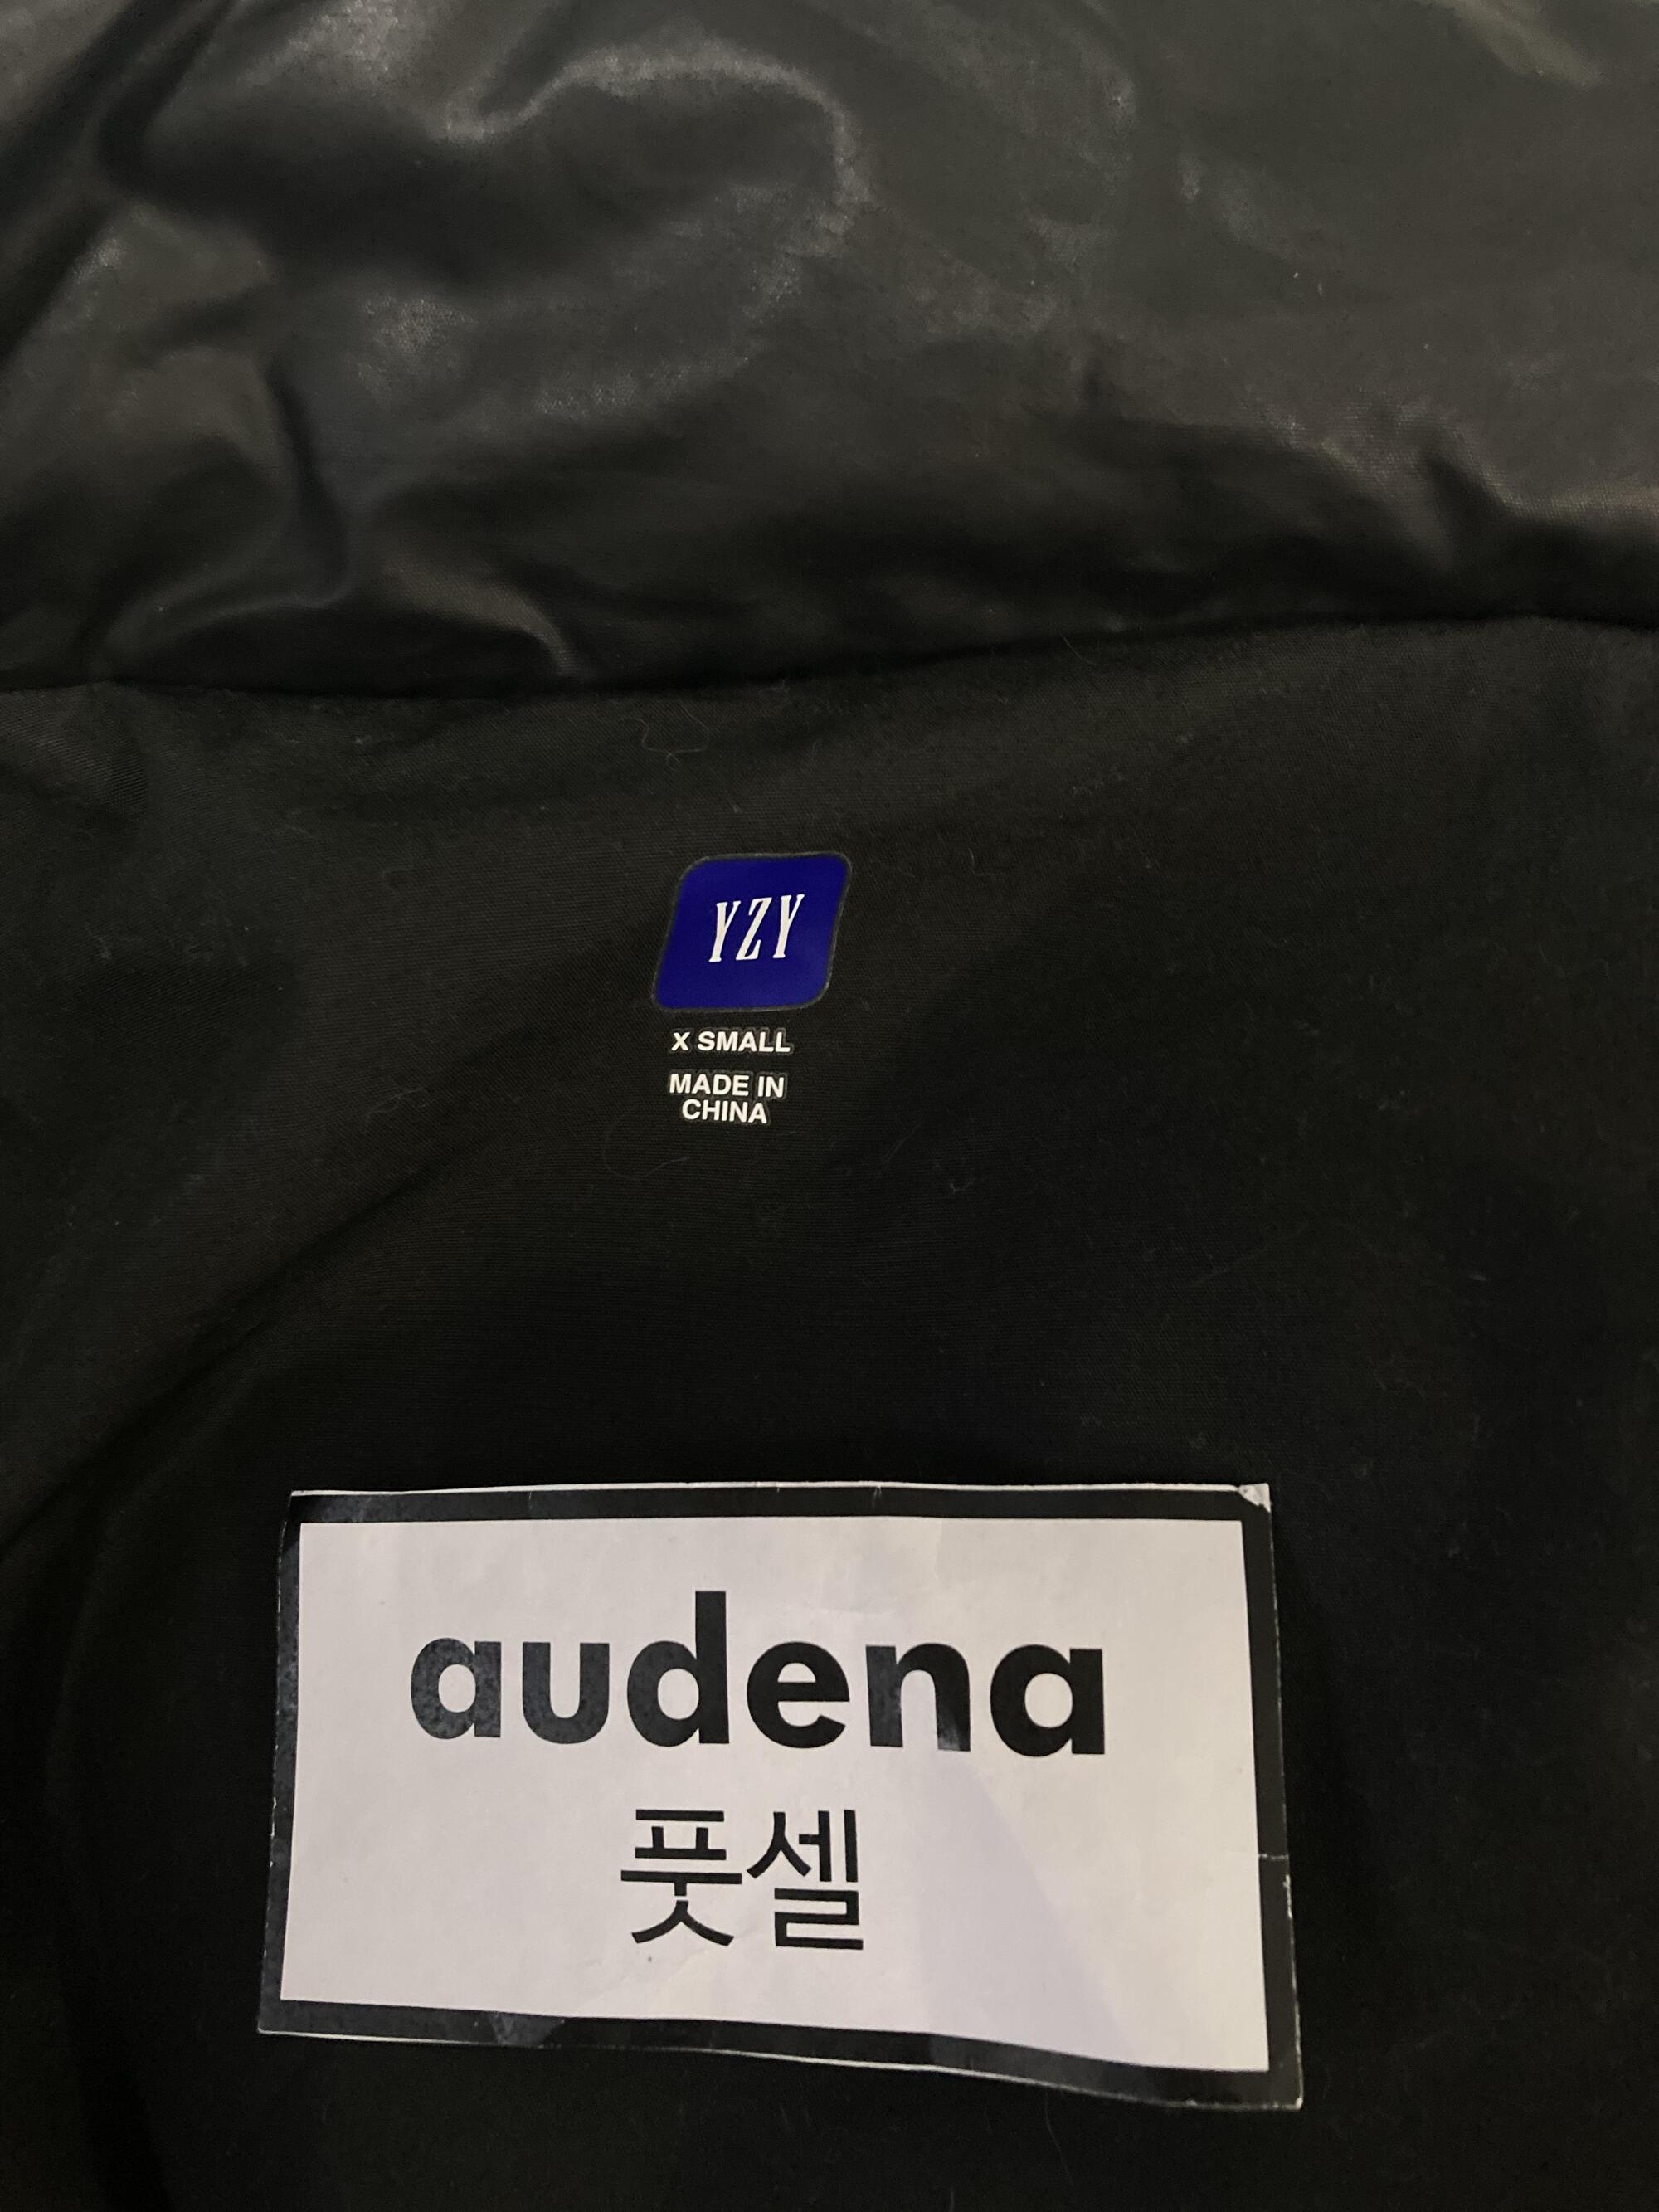 YZY
X SMALL
MADE IN
CHINA
audena
풋셀